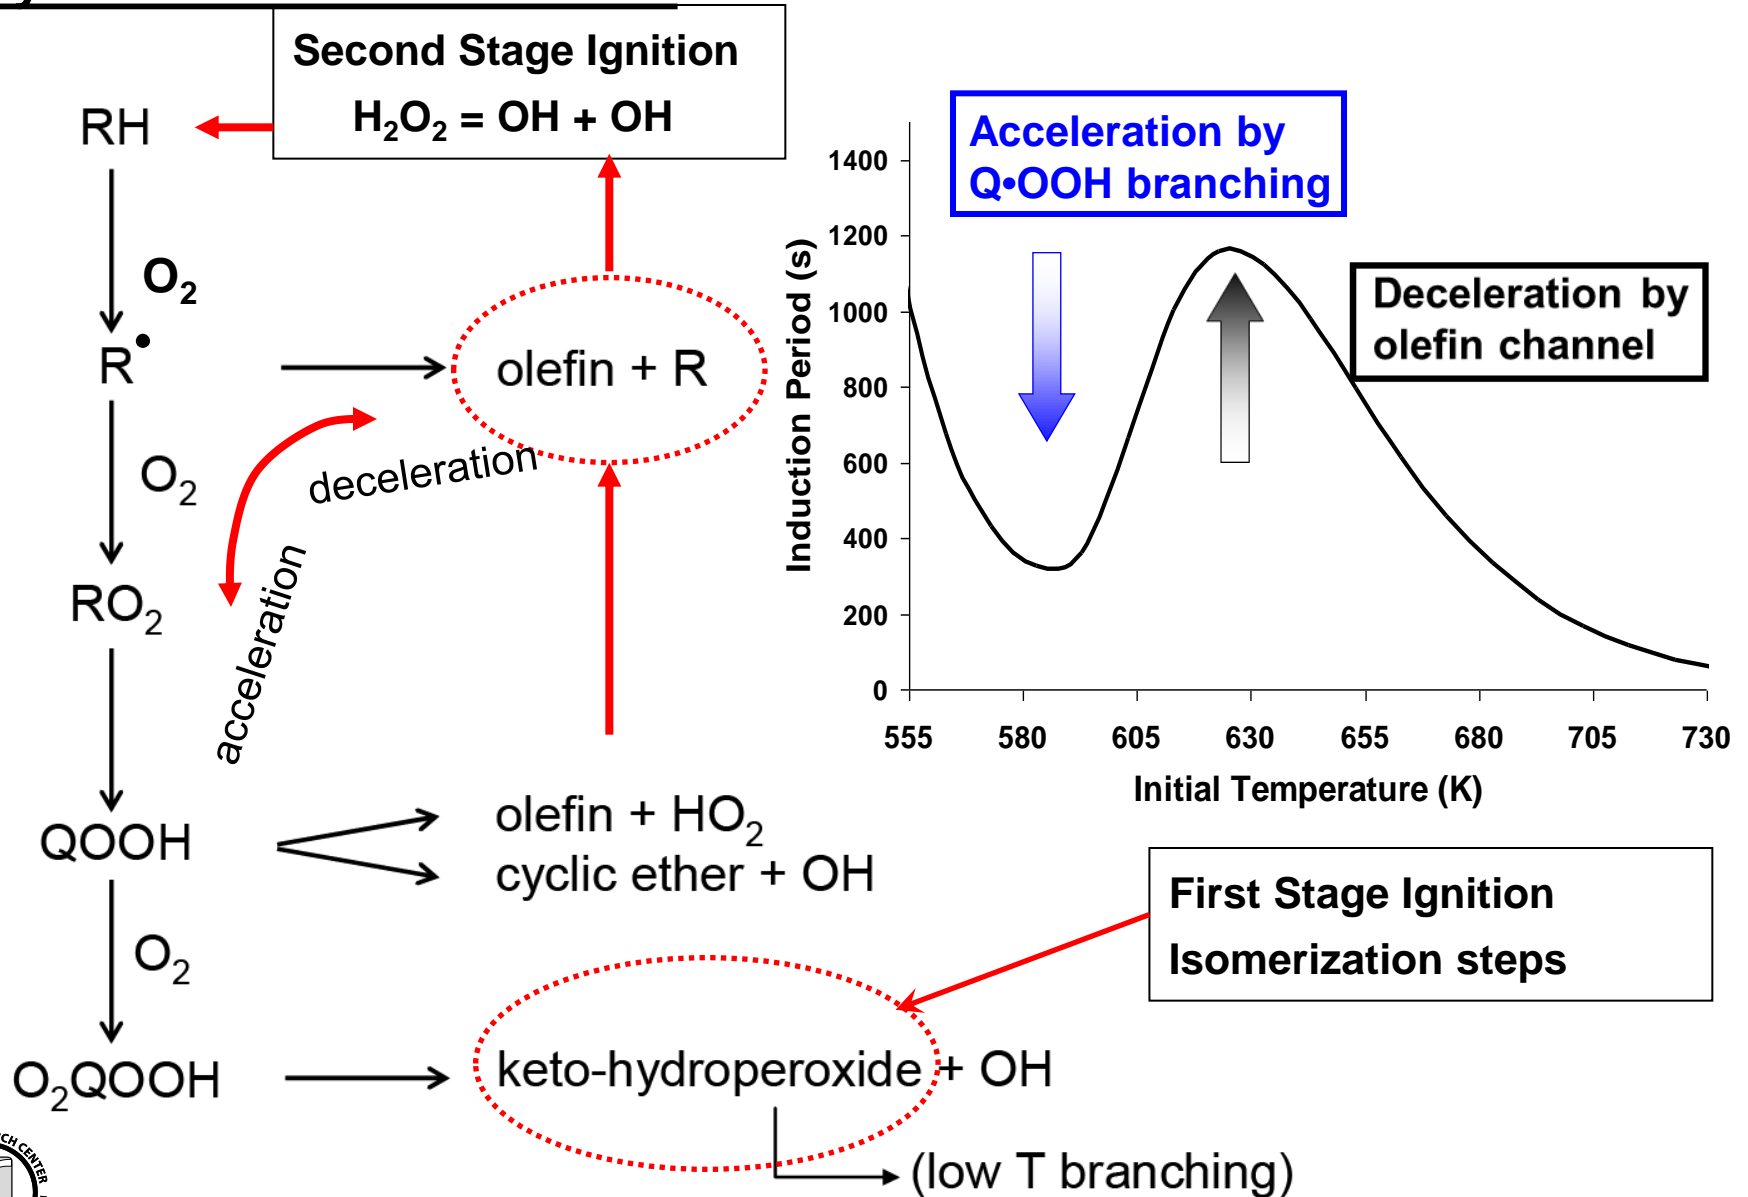 Second Stage Ignition
H₂O₂ = OH + OH
RH
O₂
R•
olefin + R
O₂
deceleration
acceleration
RO₂
QOOH
olefin + HO₂
cyclic ether + OH
O₂
O₂QOOH
keto-hydroperoxide + OH
(low T branching)
First Stage Ignition
Isomerization steps
Acceleration by
Q•OOH branching
Deceleration by
olefin channel
Induction Period (s)
1400
1200
1000
800
600
400
200
0
555 580 605 630 655 680 705 730
Initial Temperature (K)
CENTER